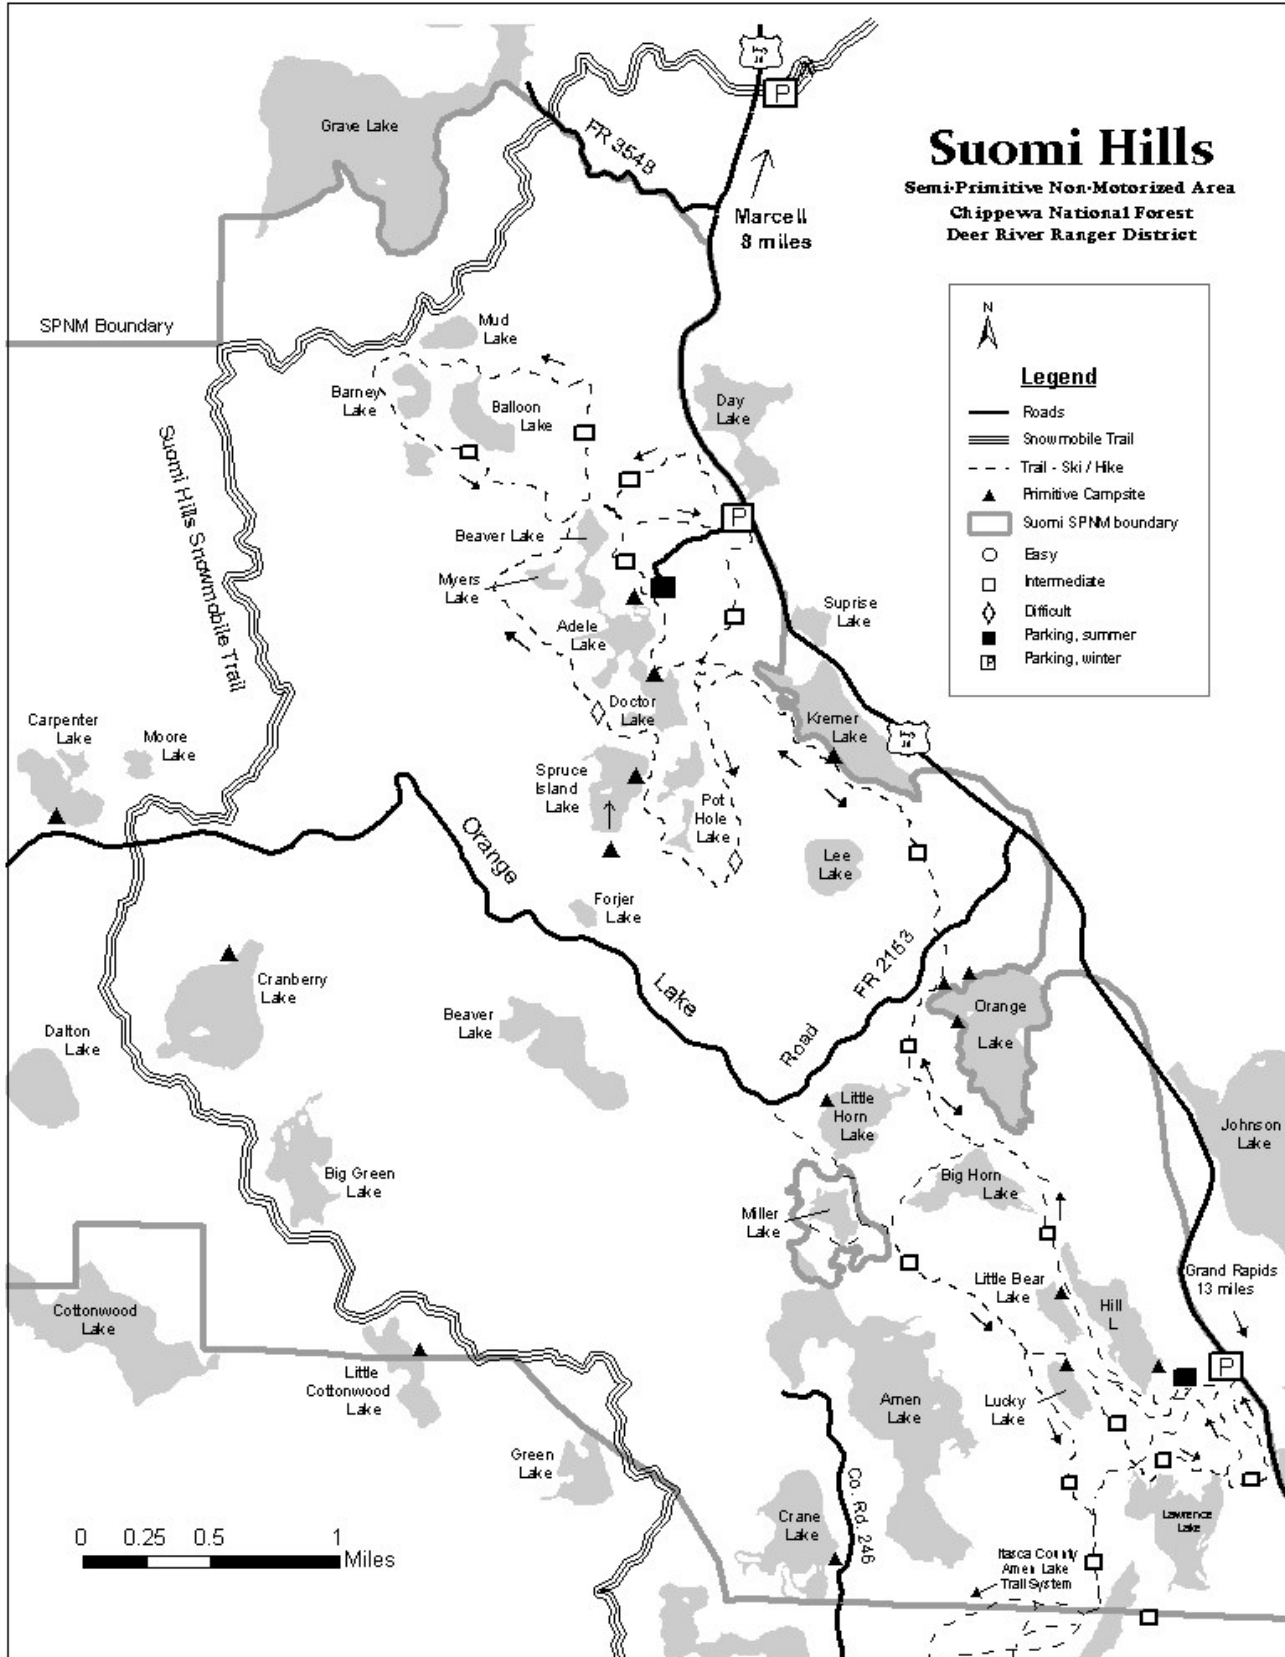 Hwy
38
P
Grave Lake
FR 3548
Suomi Hills
Semi-Primitive Non-Motorized Area
Chippewa National Forest
Deer River Ranger District
Marcell
8 miles
SPNM Boundary
Mud
Lake
Barney
Lake
Balloon
Lake
Day
Lake
N
Legend
Roads
Snowmobile Trail
Trail - Ski / Hike
Primitive Campsite
Suomi SPNM boundary
Easy
Intermediate
Difficult
Parking, summer
P
Parking, winter
Suomi Hills Snowmobile Trail
P
Beaver Lake
Myers
Lake
Adele
Lake
Suprise
Lake
Doctor
Lake
Kremer
Lake
Carpenter
Lake
Moore
Lake
Spruce
Island
Lake
Pot
Hole
Lake
Orange
Lake
Road
Lee
Lake
Forjer
Lake
FR 2153
Cranberry
Lake
Dalton
Lake
Beaver
Lake
Orange
Lake
Little
Horn
Lake
Johnson
Lake
Big Green
Lake
Big Horn
Lake
Miller
Lake
Grand Rapids
13 miles
Little Bear
Lake
Hill
L
Cottonwood
Lake
Little
Cottonwood
Lake
P
Amen
Lake
Lucky
Lake
Green
Lake
Crane
Lake
Co. Rd. 246
Lawrence
Lake
Itasca County
Amen Lake
Trail System
0 0.25 0.5 1
Miles